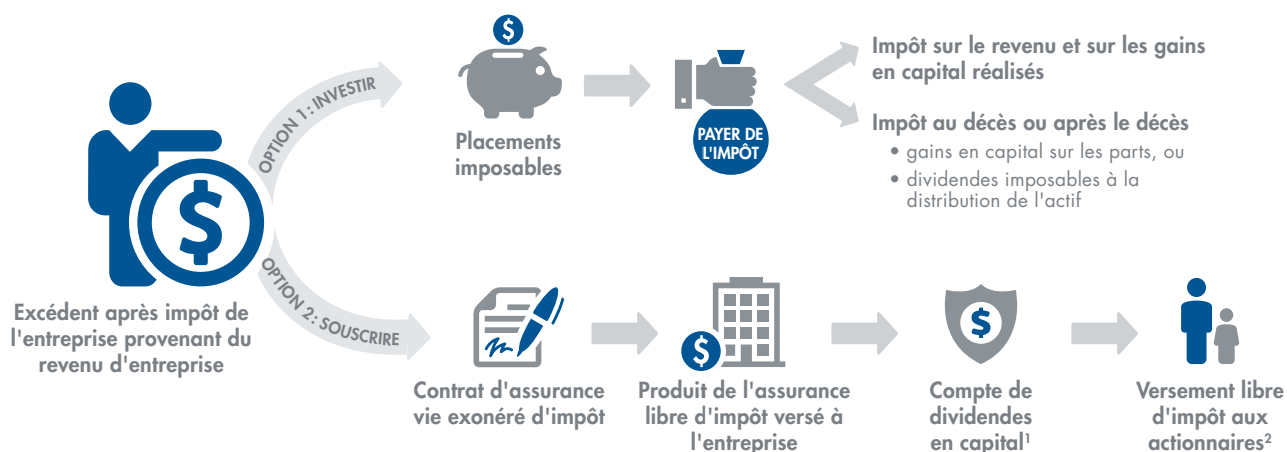 Excédent après impôt de
l'entreprise provenant du
revenu d'entreprise
OPTION 1: INVESTIR
$
$
Placements
imposables
PAYER DE
L'IMPÔT
Impôt sur le revenu et sur les gains
en capital réalisés
Impôt au décès ou après le décès
• gains en capital sur les parts, ou
• dividendes imposables à la
distribution de l'actif
OPTION 2: SOUSCRIRE
Contrat d'assurance
vie exonéré d'impôt
$
Produit de l'assurance
libre d'impôt versé à
l'entreprise
$
Compte de
dividendes
en capital¹
Versement libre
d'impôt aux
actionnaires²